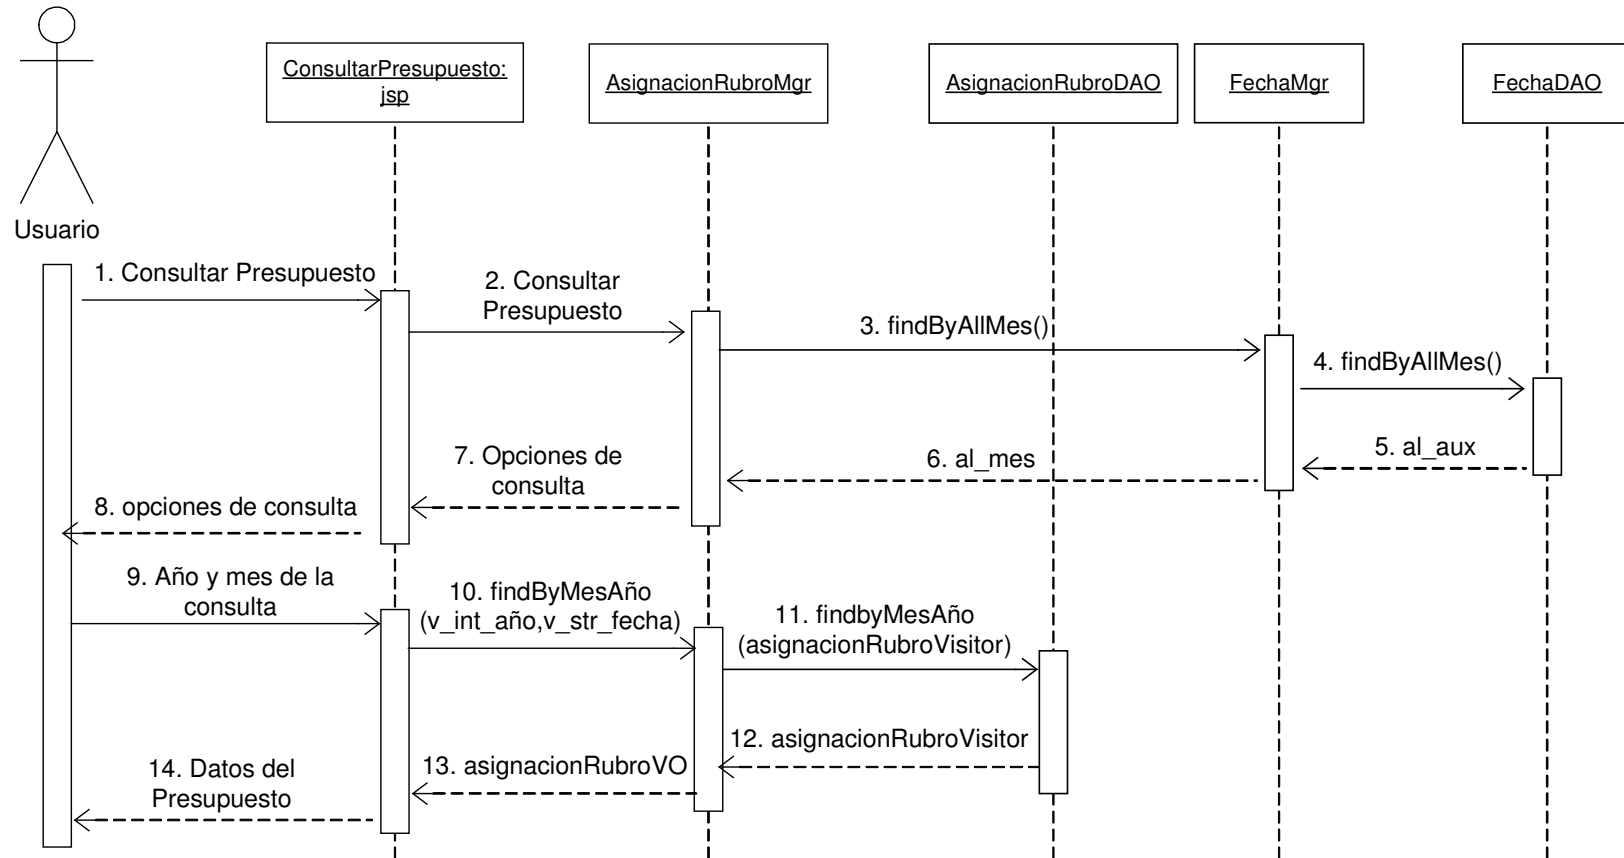 ConsultarPresupuesto:
jsp
AsignacionRubroMgr
AsignacionRubroDAO
FechaMgr
FechaDAO
Usuario
1. Consultar Presupuesto
2. Consultar
Presupuesto
3. findByAllMes()
4. findByAllMes()
5. al_aux
6. al_mes
7. Opciones de
consulta
8. opciones de consulta
9. Año y mes de la
consulta
10. findByMesAño
(v_int_año,v_str_fecha)
11. findbyMesAño
(asignacionRubroVisitor)
12. asignacionRubroVisitor
13. asignacionRubroVO
14. Datos del
Presupuesto